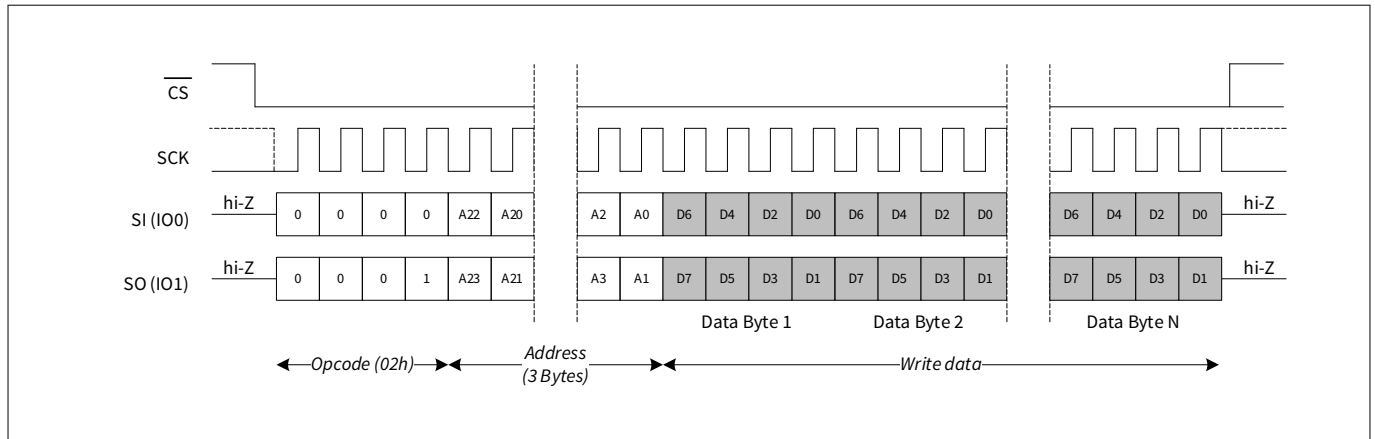 CS
SCK
SI (IO0) hi-Z 0 0 0 0 A22 A20 A2 A0 D6 D4 D2 D0 D6 D4 D2 D0 D6 D4 D2 D0 hi-Z
SO (IO1) hi-Z 0 0 0 1 A23 A21 A3 A1 D7 D5 D3 D1 D7 D5 D3 D1 D7 D5 D3 D1 hi-Z
Data Byte 1 Data Byte 2 Data Byte N
Opcode (02h) Address Write data
(3 Bytes)